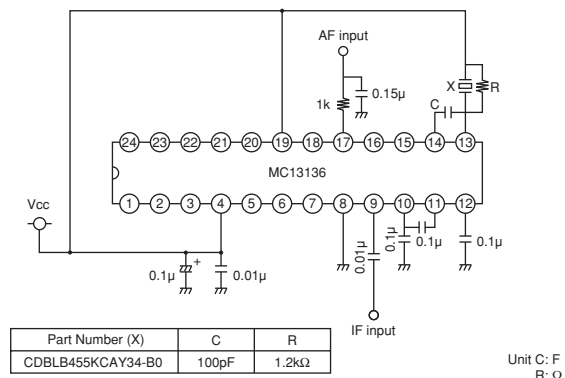 AF input
0.15µ
1k
X
R
C
24 23 22 21 20 19 18 17 16 15 14 13
MC13136
1 2 3 4 5 6 7 8 9 10 11 12
Vcc
+
0.1µ
0.01µ
0.01µ
0.1µ
0.1µ
0.1µ
IF input
Part Number (X) C R
CDBLB455KCAY34-B0 100pF 1.2kΩ
Unit C: F
R: Ω